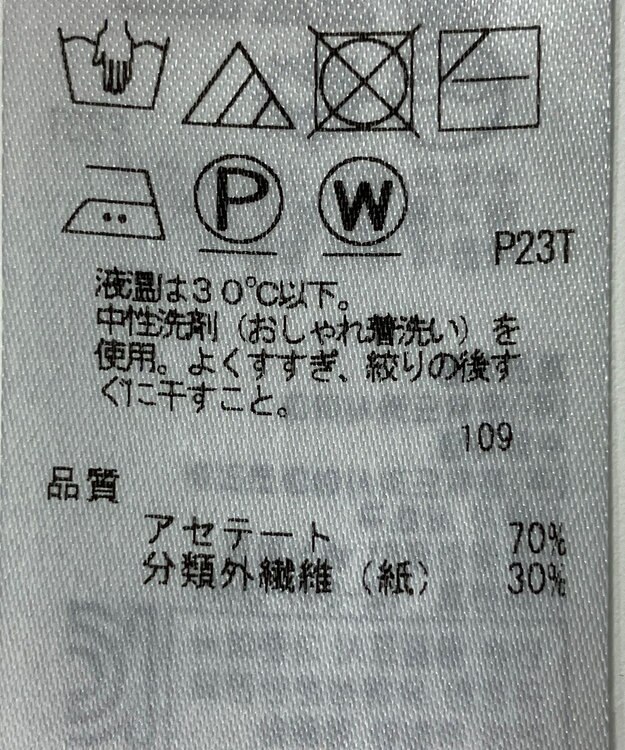 P
W
P23T
液温は30℃以下。
中性洗剤（おしゃれ着洗い）を
使用。よくすすぎ、絞りの後す
ぐに干すこと。
109
品質
アセテート 70%
分類外繊維（紙） 30%